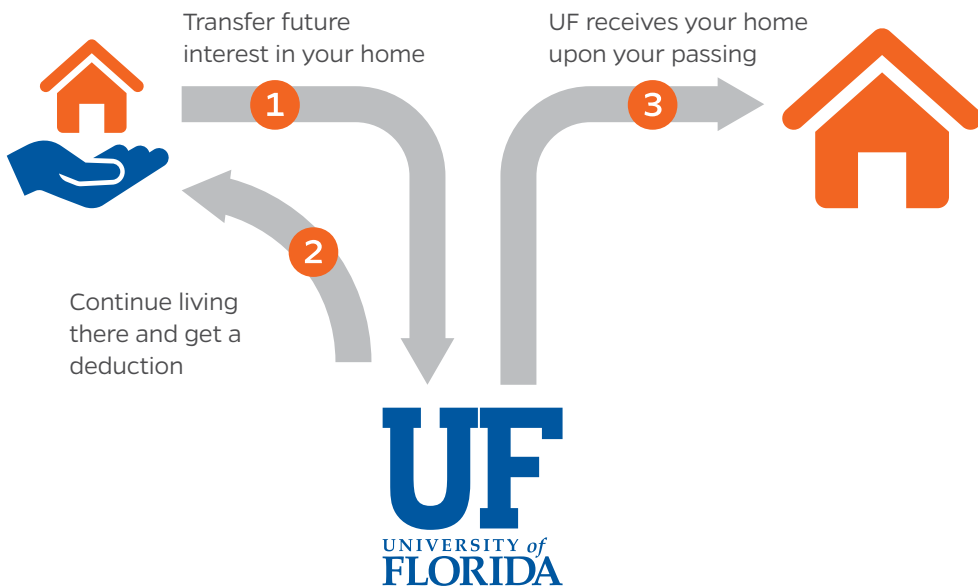 Transfer future
interest in your home
1
2
Continue living
there and get a
deduction
UF receives your home
upon your passing
3
UF
UNIVERSITY of
FLORIDA